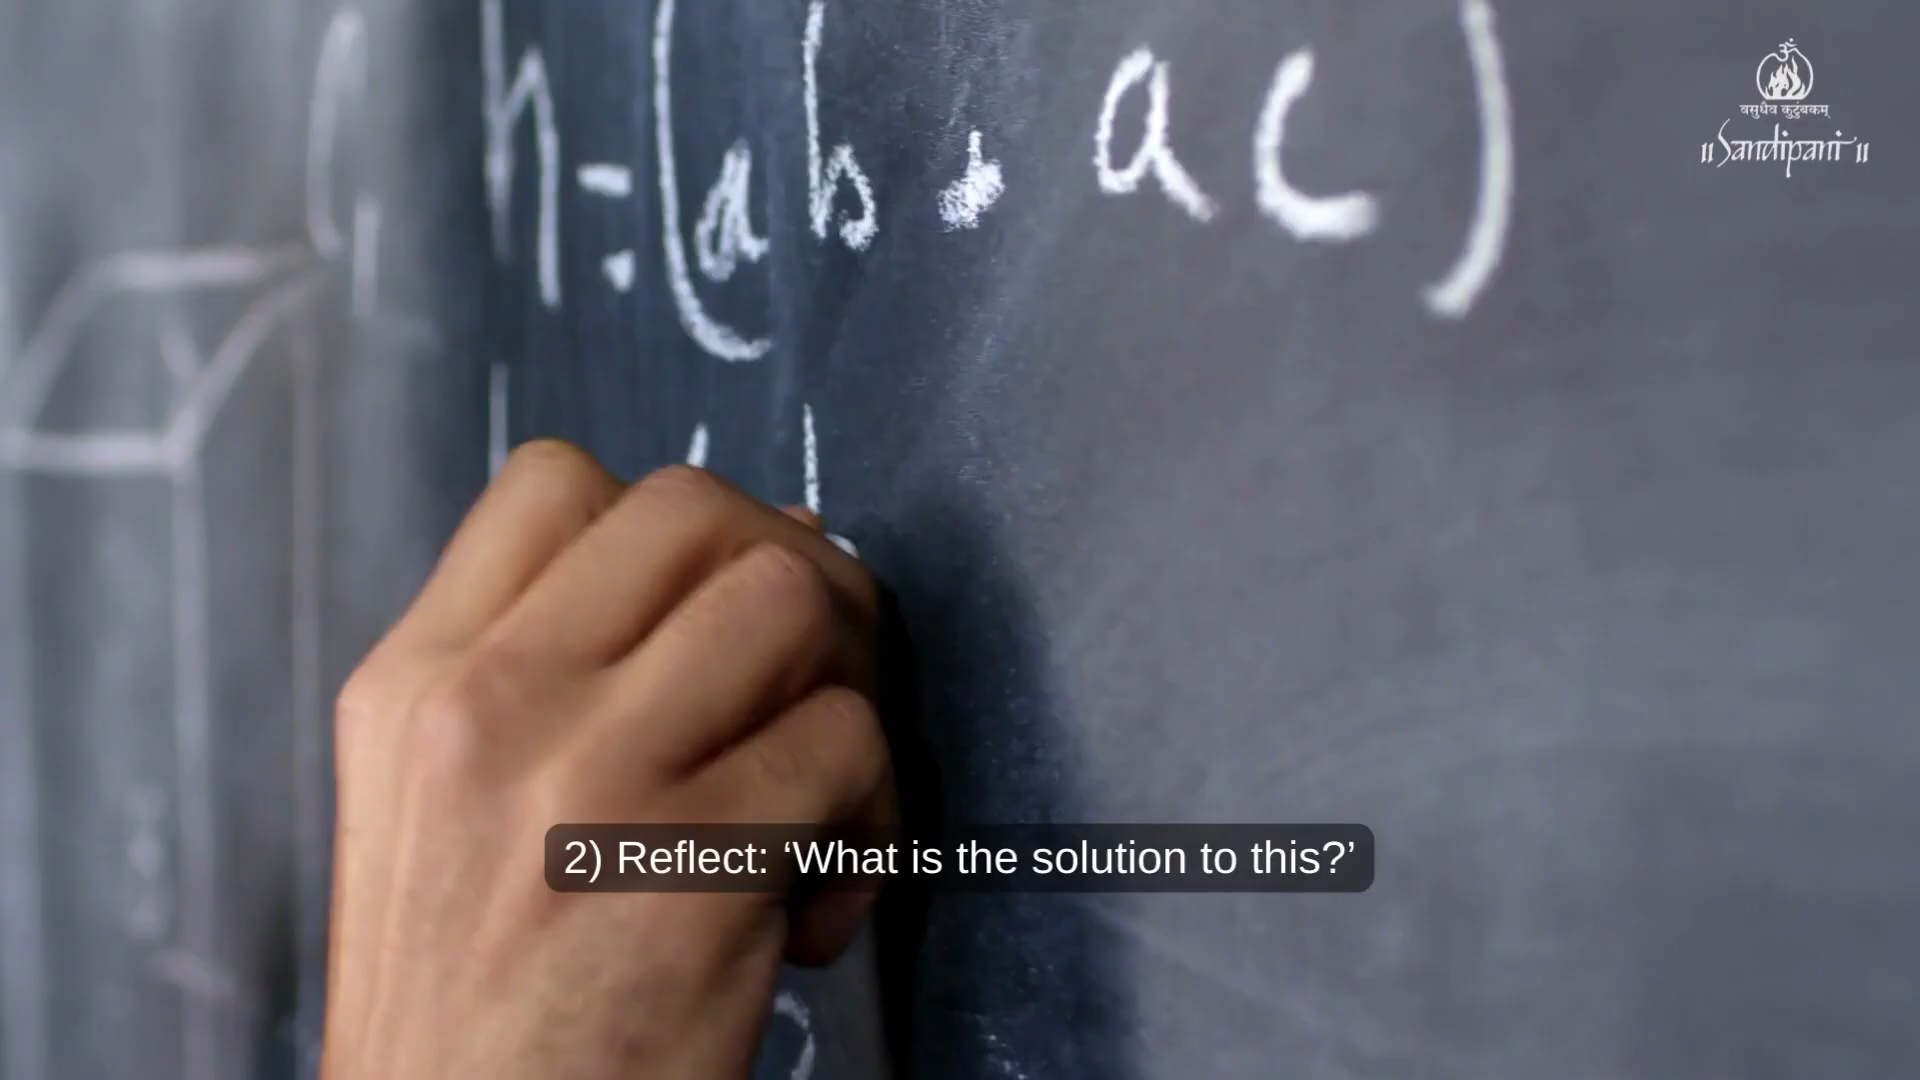 h = (ab . ac)
वसुधैव कुटुंबकम्
॥ Sandipani ॥
2) Reflect: ‘What is the solution to this?’